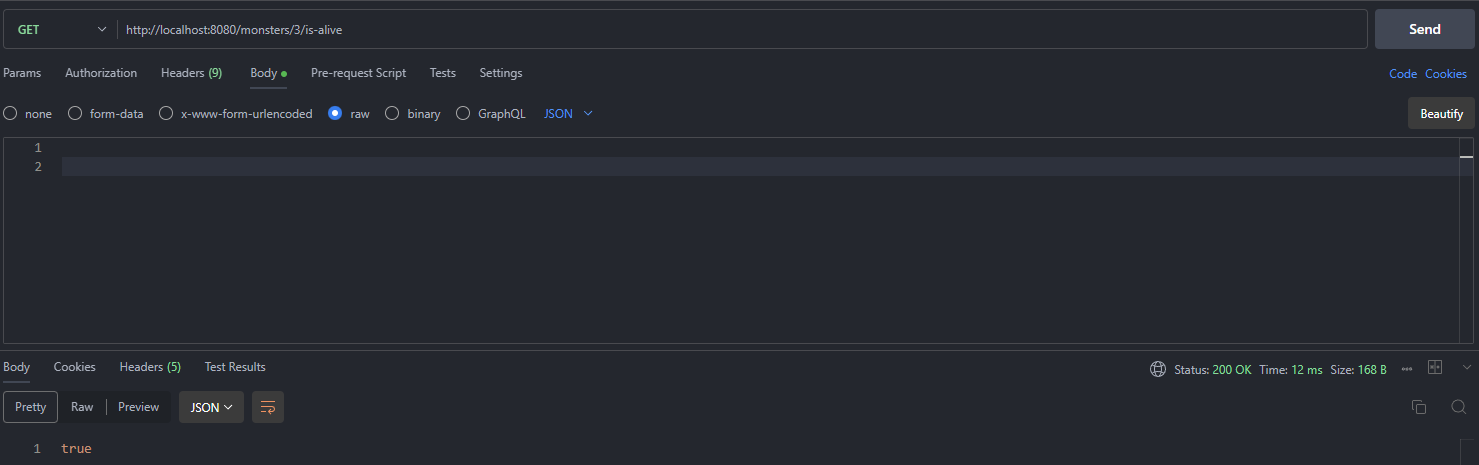 GET http://localhost:8080/monsters/3/is-alive Send
Params Authorization Headers (9) Body Pre-request Script Tests Settings Code Cookies
none form-data x-www-form-urlencoded raw binary GraphQL JSON Beautify
1
2
Body Cookies Headers (5) Test Results Status: 200 OK Time: 12 ms Size: 168 B
Pretty Raw Preview JSON
1 true